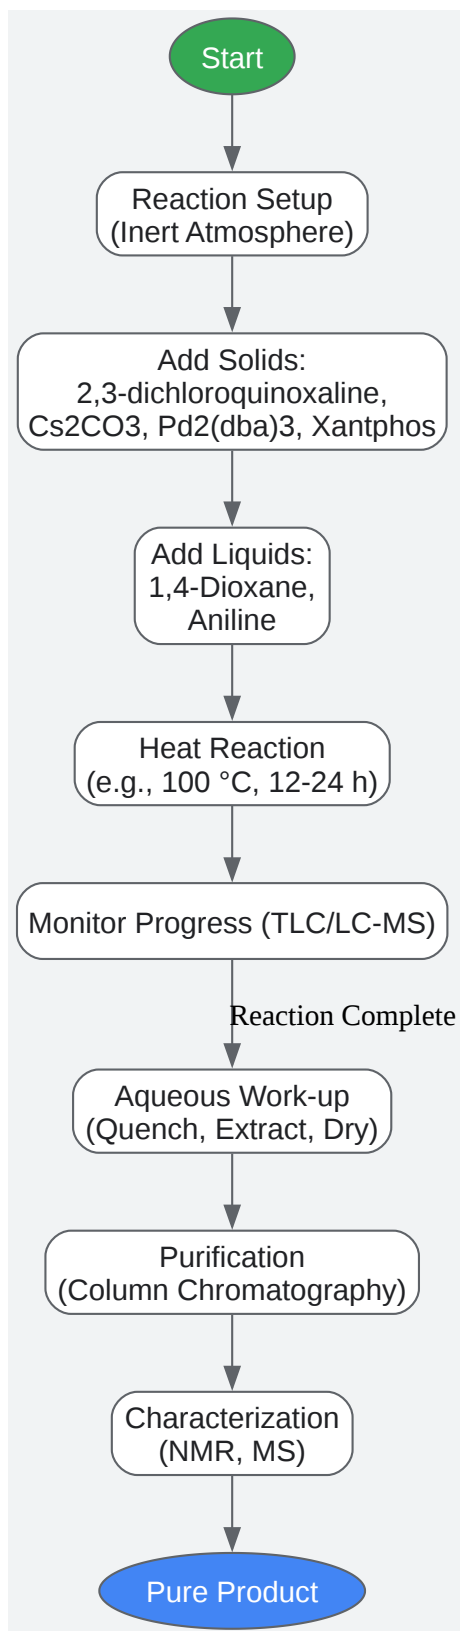 Start
Reaction Setup
(Inert Atmosphere)
Add Solids:
2,3-dichloroquinoxaline,
Cs2CO3, Pd2(dba)3, Xantphos
Add Liquids:
1,4-Dioxane,
Aniline
Heat Reaction
(e.g., 100 °C, 12-24 h)
Monitor Progress (TLC/LC-MS)
Reaction Complete
Aqueous Work-up
(Quench, Extract, Dry)
Purification
(Column Chromatography)
Characterization
(NMR, MS)
Pure Product